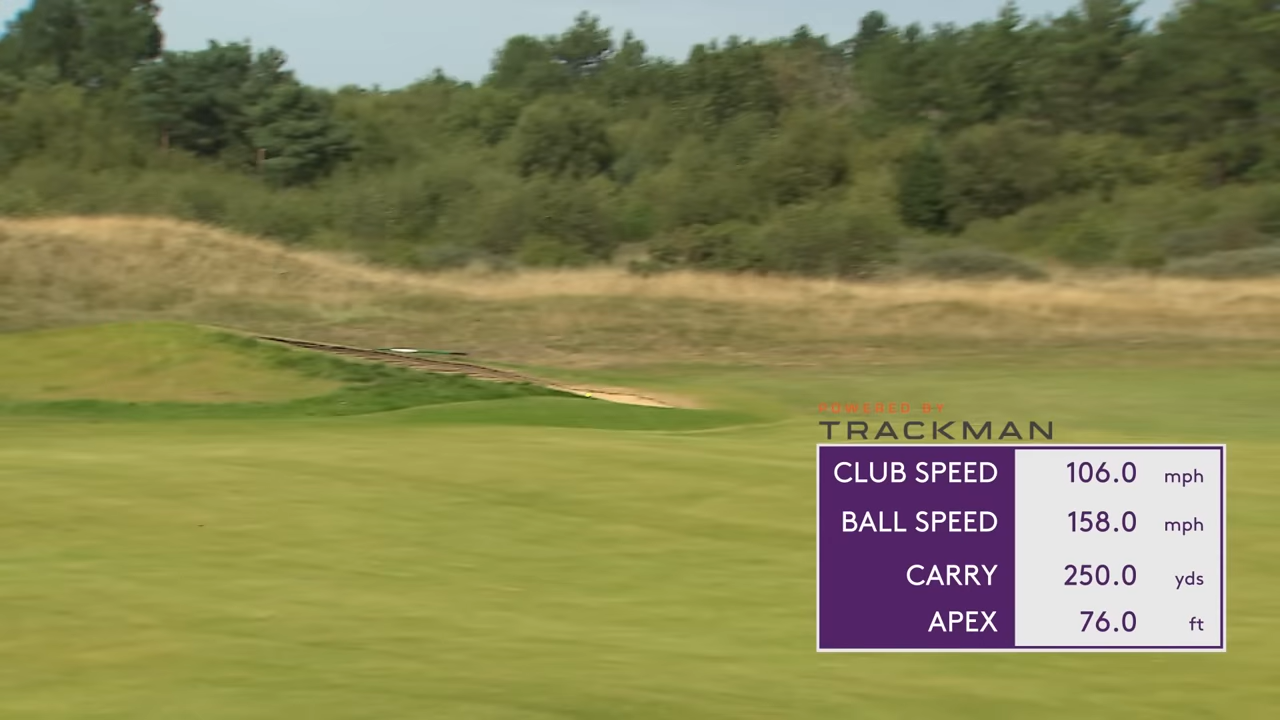 POWERED BY
TRACKMAN
CLUB SPEED 106.0 mph
BALL SPEED 158.0 mph
CARRY 250.0 yds
APEX 76.0 ft